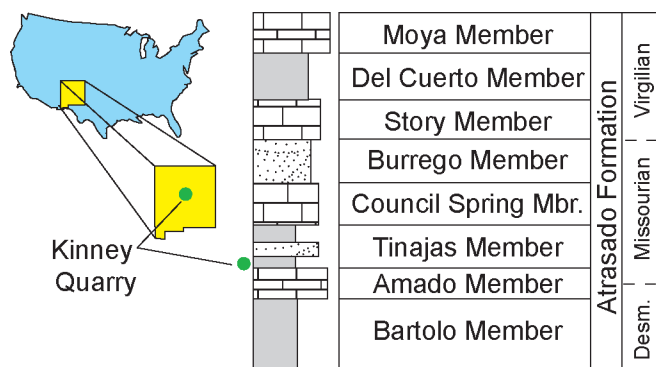 Moya Member
Del Cuerto Member
Story Member
Burrego Member
Council Spring Mbr.
Tinajas Member
Amado Member
Bartolo Member
Atrasado Formation
Virgilian
Missourian
Desm.
Kinney
Quarry